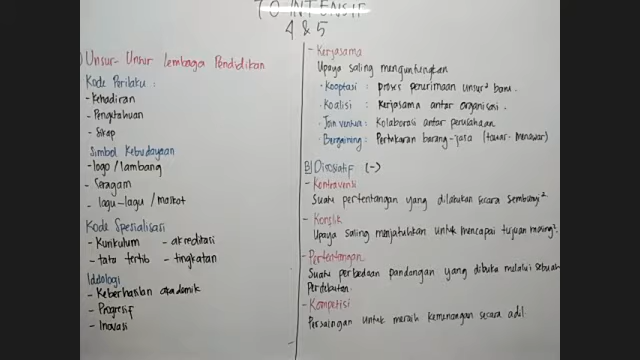 TO INTENSIF
4 & 5
Unsur-Unsur Lembaga Pendidikan
Kode Perilaku :
- Kehadiran
- Pengetahuan
- Sikap
Simbol Kebudayaan
- logo/lambang
- Seragam
- lagu-lagu/maskot
Kode Spesialisasi
- Kurikulum - akreditasi
- tata tertib - tingkatan
Ideologi
- Keberhasilan akademik
- Progresif
- Inovasi
- Kerjasama
Upaya saling menguntungkan
• Kooptasi : proses penerimaan unsur² baru.
• Koalisi : Kerjasama antar organisasi.
• Join venture : Kolaborasi antar perusahaan
• Bargaining : Pertukaran barang-jasa (tawar-menawar)
B) Disosiatif (-)
- Kontravensi
Suatu pertentangan yang dilakukan secara sembunyi²
- Konflik
Upaya saling menjatuhkan untuk mencapai tujuan masing².
- Pertentangan
Suatu perbedaan pandangan yang dibuka melalui sebuah
Perdebatan.
- Kompetisi
Persaingan untuk meraih kemenangan secara adil